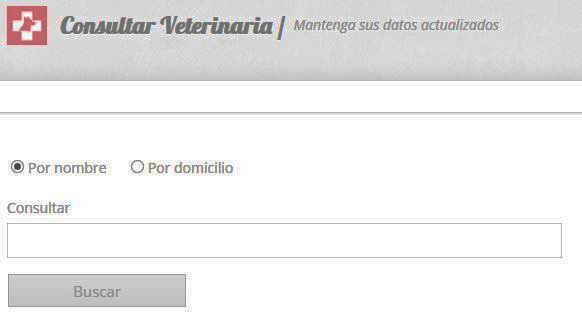 Consultar Veterinaria / Mantenga sus datos actualizados
Por nombre Por domicilio
Consultar
Buscar